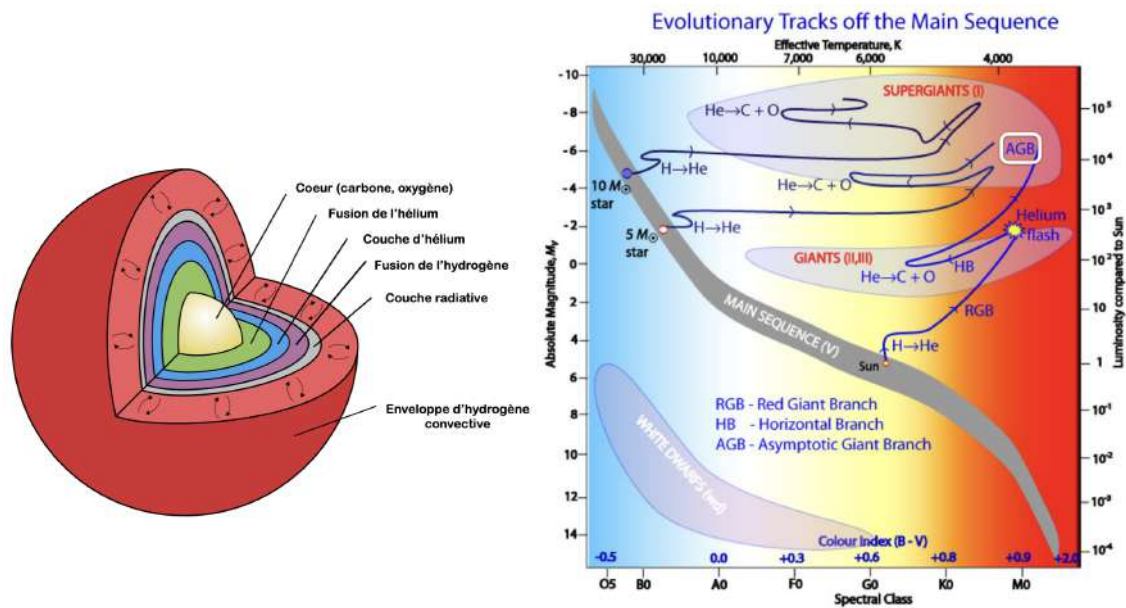 Coeur (carbone, oxygène)
Fusion de l'hélium
Couche d'hélium
Fusion de l'hydrogène
Couche radiative
Enveloppe d'hydrogène
convective
Evolutionary Tracks off the Main Sequence
Effective Temperature, K
30,000 10,000 7,000 6,000 4,000
Absolute Magnitude, Mᵥ
-10
-8
-6
-4
-2
0
2
4
6
8
10
12
14
SUPERGIANTS (I)
He→C + O
AGB
H→He
10 M☉
star
He→C + O
H→He
5 M☉
star
Helium
flash
GIANTS (II,III)
HB
He→C + O
RGB
MAIN SEQUENCE (V)
H→He
Sun
RGB - Red Giant Branch
HB - Horizontal Branch
AGB - Asymptotic Giant Branch
WHITE DWARFS (wd)
Luminosity compared to Sun
10⁵
10⁴
10³
10²
10
1
10⁻¹
10⁻²
10⁻³
10⁻⁴
Colour Index (B - V)
-0.5 0.0 +0.3 +0.6 +0.8 +0.9 +2.0
O5 B0 A0 F0 G0 K0 M0
Spectral Class